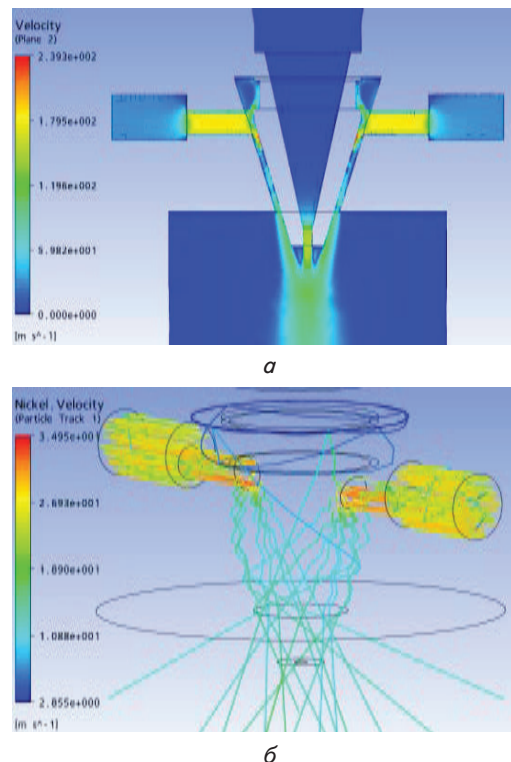 Velocity
(Plane 2)
2.393e+002
1.795e+002
1.196e+002
5.982e+001
0.000e+000
[m s^-1]
а
Nickel.Velocity
(Particle Track 1)
3.495e+001
2.693e+001
1.890e+001
1.088e+001
2.855e+000
[m s^-1]
б